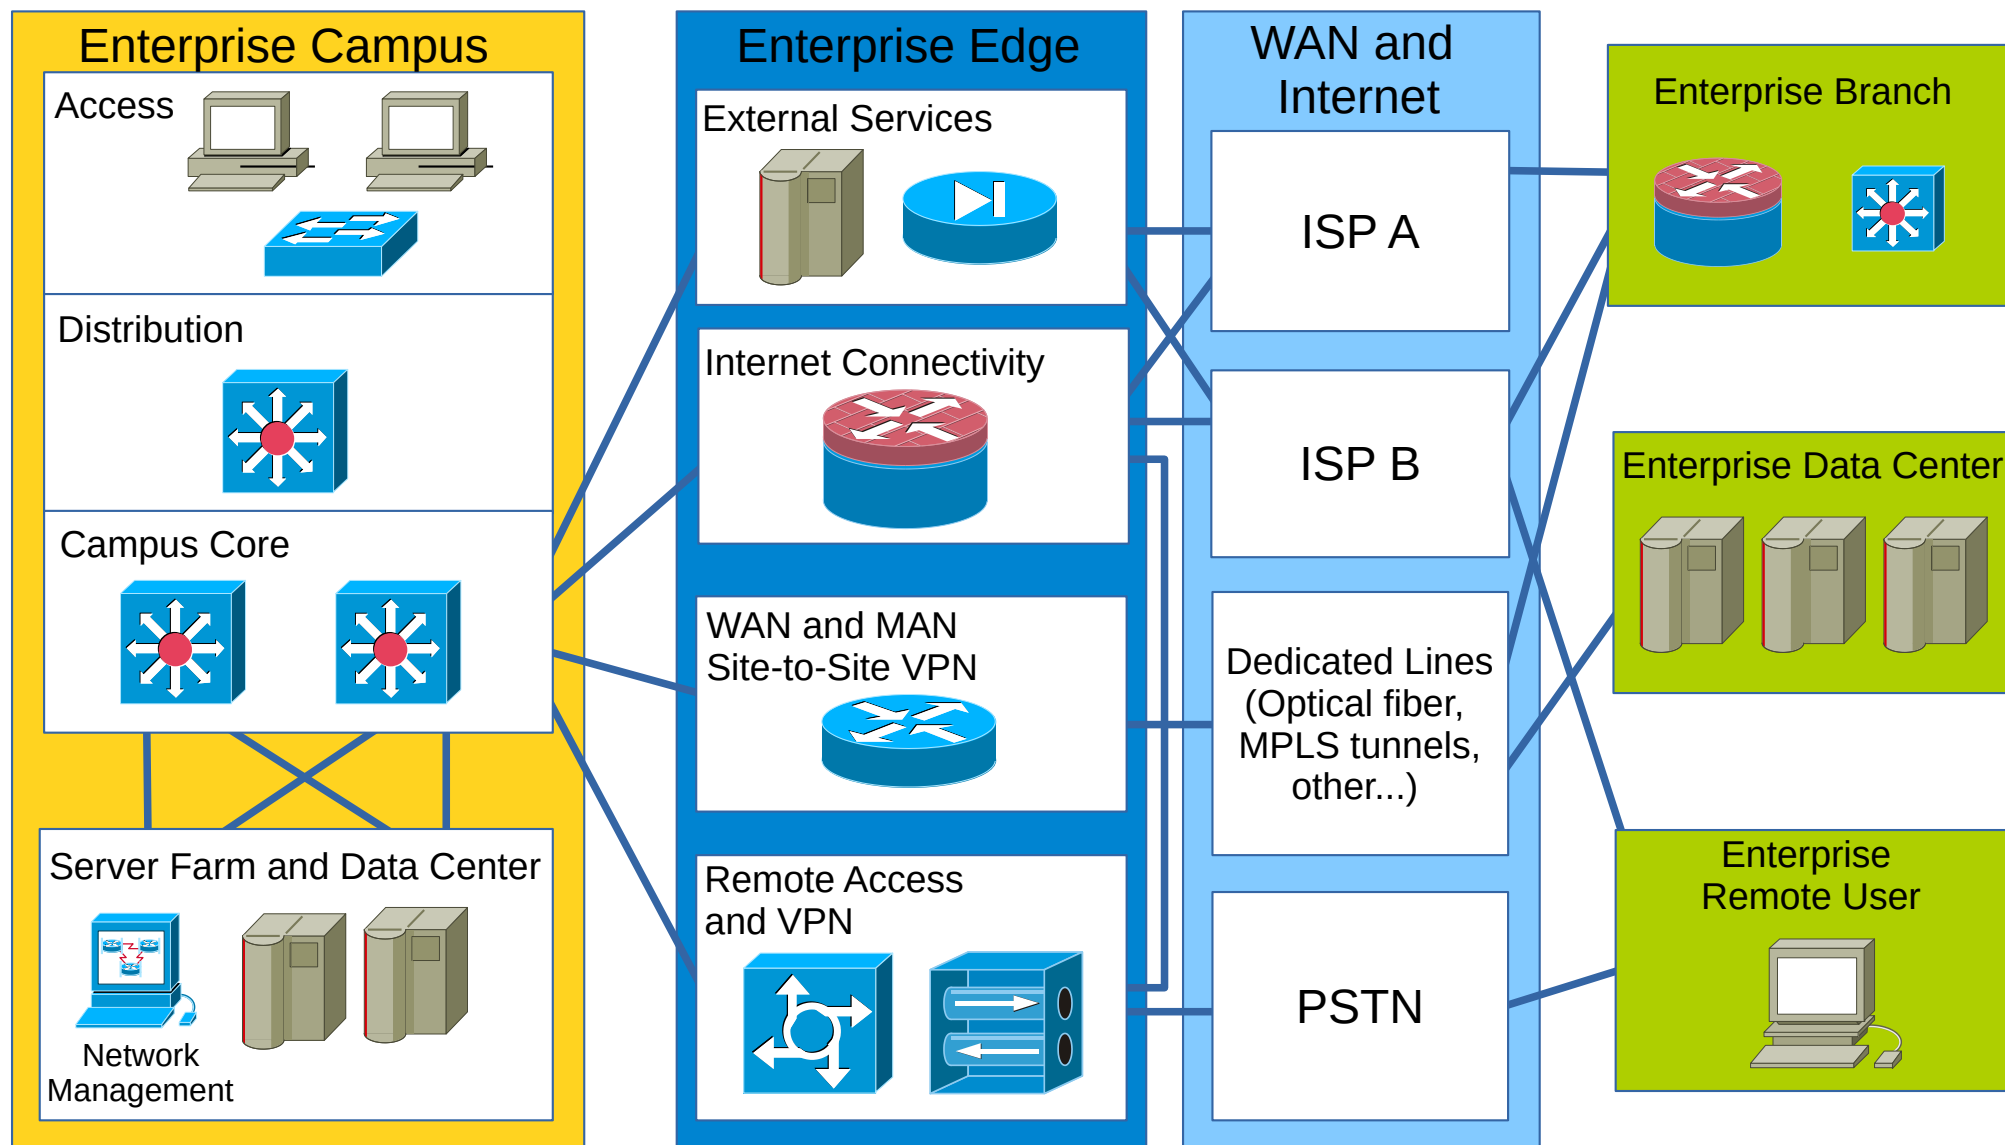 Enterprise Campus
Access
Distribution
Campus Core
Server Farm and Data Center
Network
Management
Enterprise Edge
External Services
Internet Connectivity
WAN and MAN
Site-to-Site VPN
Remote Access
and VPN
WAN and
Internet
ISP A
ISP B
Dedicated Lines
(Optical fiber,
MPLS tunnels,
other...)
PSTN
Enterprise Branch
Enterprise Data Center
Enterprise
Remote User